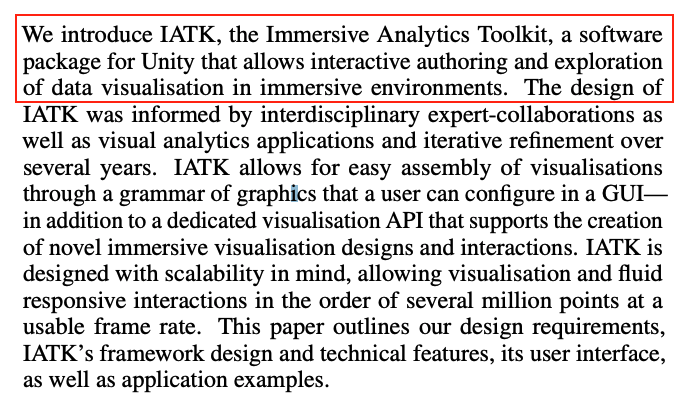 We introduce IATK, the Immersive Analytics Toolkit, a software
package for Unity that allows interactive authoring and exploration
of data visualisation in immersive environments. The design of
IATK was informed by interdisciplinary expert-collaborations as
well as visual analytics applications and iterative refinement over
several years. IATK allows for easy assembly of visualisations
through a grammar of graphics that a user can configure in a GUI—
in addition to a dedicated visualisation API that supports the creation
of novel immersive visualisation designs and interactions. IATK is
designed with scalability in mind, allowing visualisation and fluid
responsive interactions in the order of several million points at a
usable frame rate. This paper outlines our design requirements,
IATK’s framework design and technical features, its user interface,
as well as application examples.